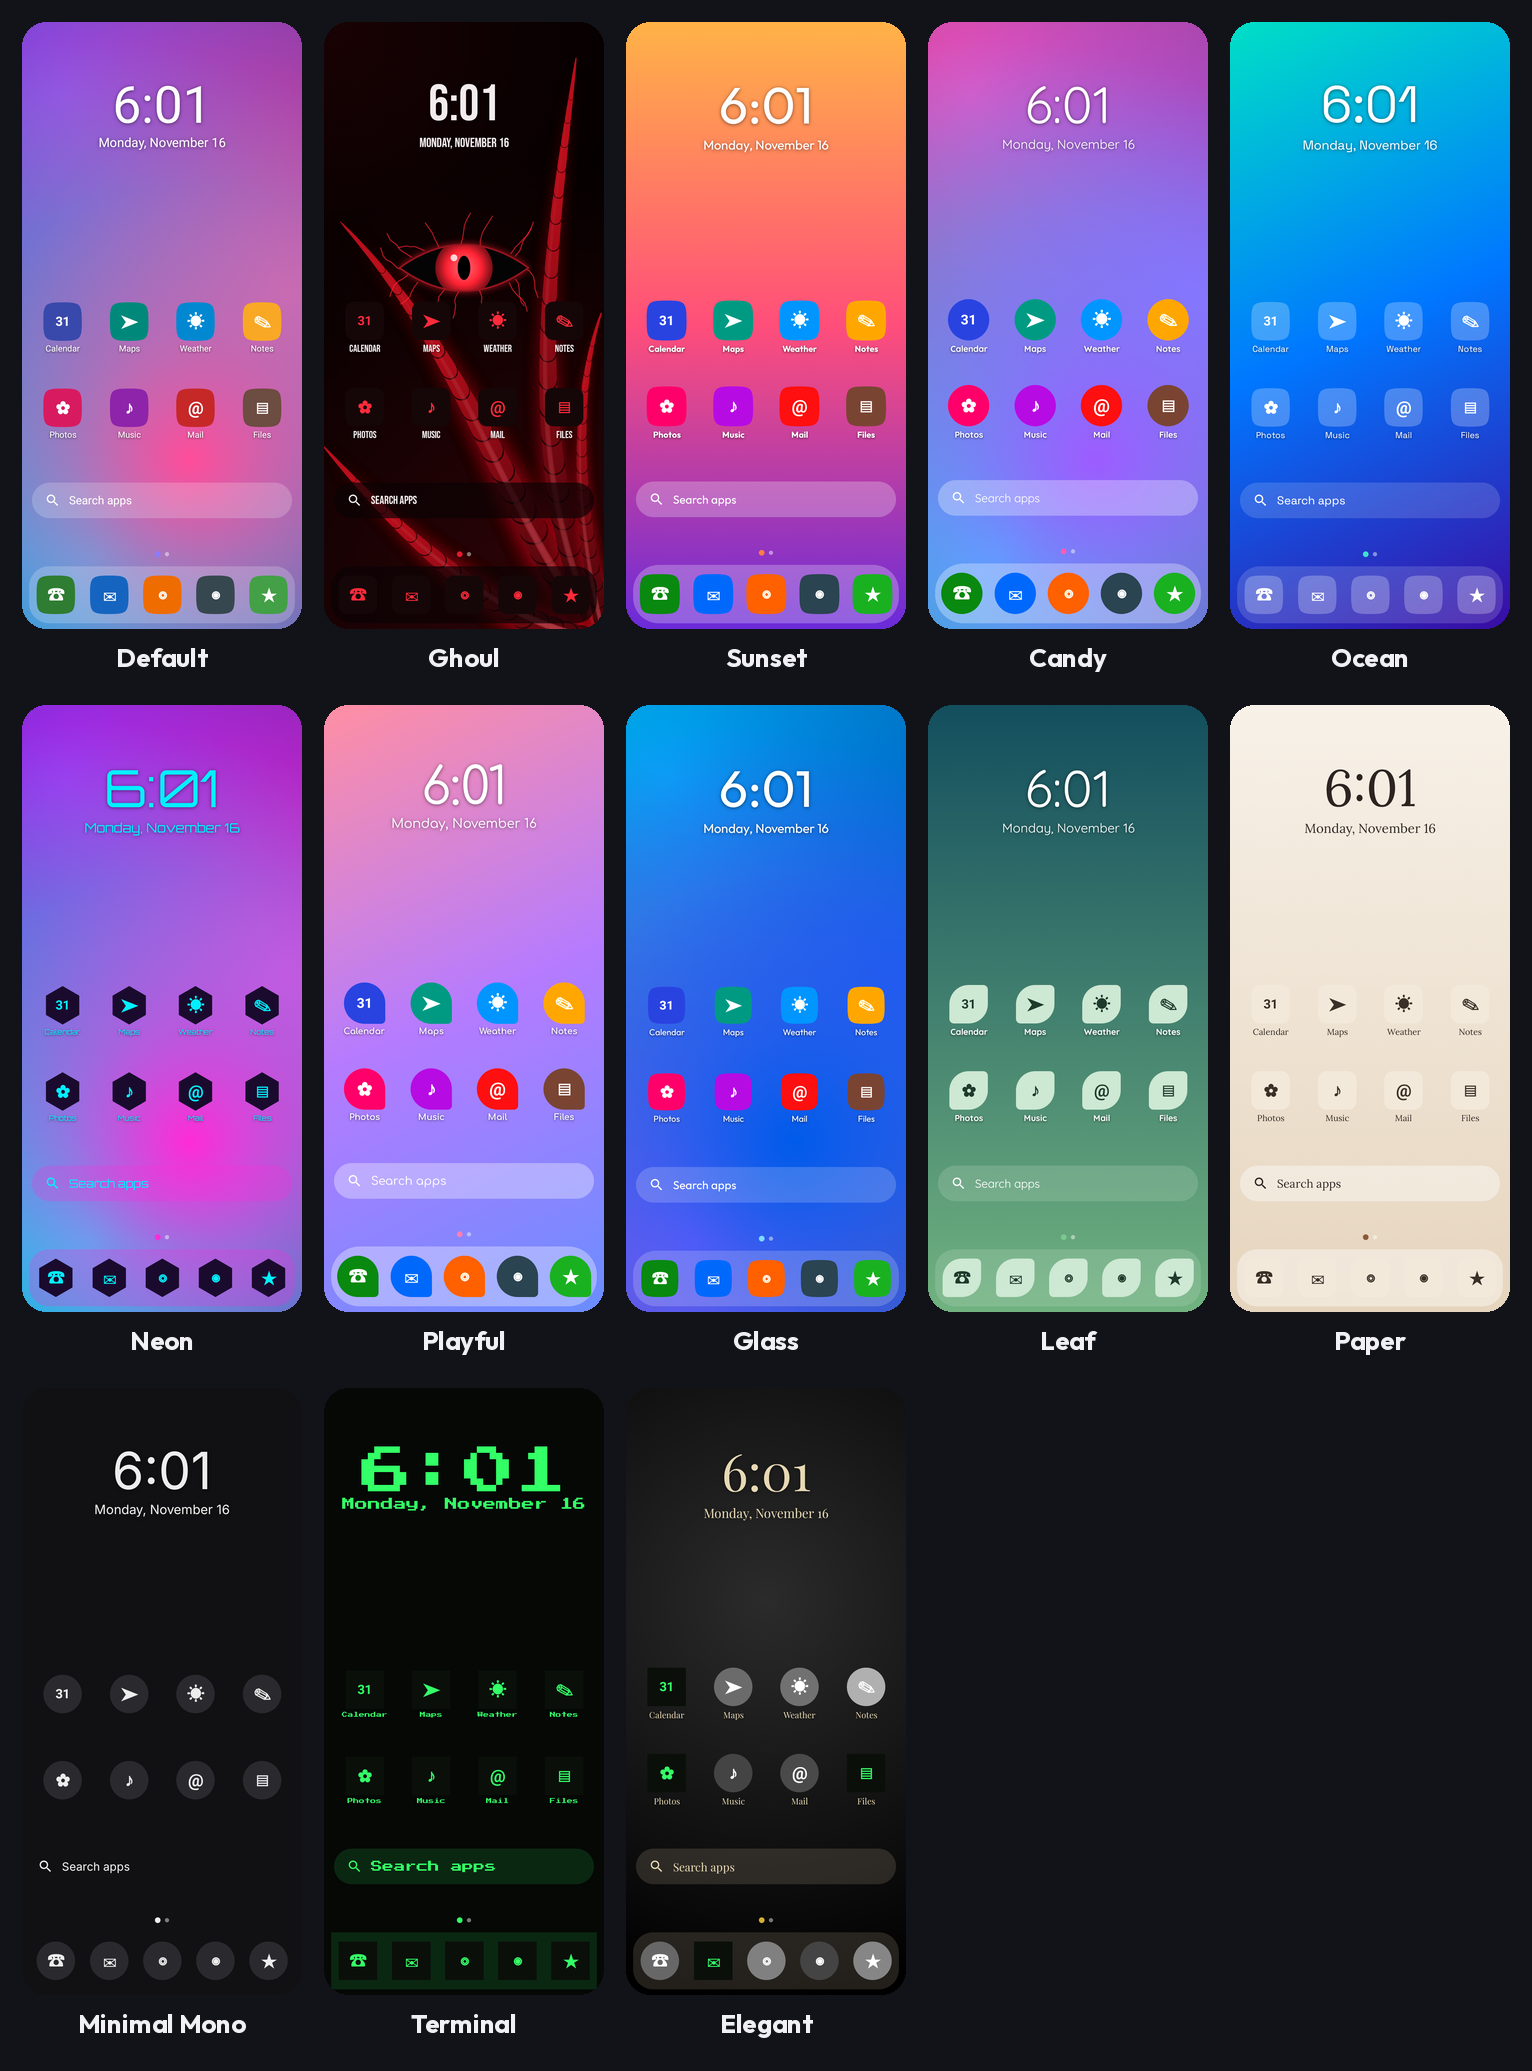 6:01 6:01 6:01 6:01 6:01
Monday, November 16 MONDAY, NOVEMBER 16 Monday, November 16 Monday, November 16 Monday, November 16
31 31 31 31 31
Calendar Maps Weather Notes CALENDAR MAPS WEATHER NOTES Calendar Maps Weather Notes Calendar Maps Weather Notes Calendar Maps Weather Notes
@ @ @ @ @
Photos Music Mail Files PHOTOS MUSIC MAIL FILES Photos Music Mail Files Photos Music Mail Files Photos Music Mail Files
Search apps SEARCH APPS Search apps Search apps Search apps
Default Ghoul Sunset Candy Ocean
6:01 6:01 6:01 6:01 6:01
Monday, November 16 Monday, November 16 Monday, November 16 Monday, November 16 Monday, November 16
31 31 31 31 31
Calendar Maps Weather Notes Calendar Maps Weather Notes Calendar Maps Weather Notes Calendar Maps Weather Notes Calendar Maps Weather Notes
@ @ @ @ @
Photos Music Mail Files Photos Music Mail Files Photos Music Mail Files Photos Music Mail Files Photos Music Mail Files
Search apps Search apps Search apps Search apps Search apps
Neon Playful Glass Leaf Paper
6:01 6:01 6:01
Monday, November 16 Monday, November 16 Monday, November 16
31 31 31
Calendar Maps Weather Notes Calendar Maps Weather Notes
@ @ @
Photos Music Mail Files Photos Music Mail Files
Search apps Search apps Search apps
Minimal Mono Terminal Elegant